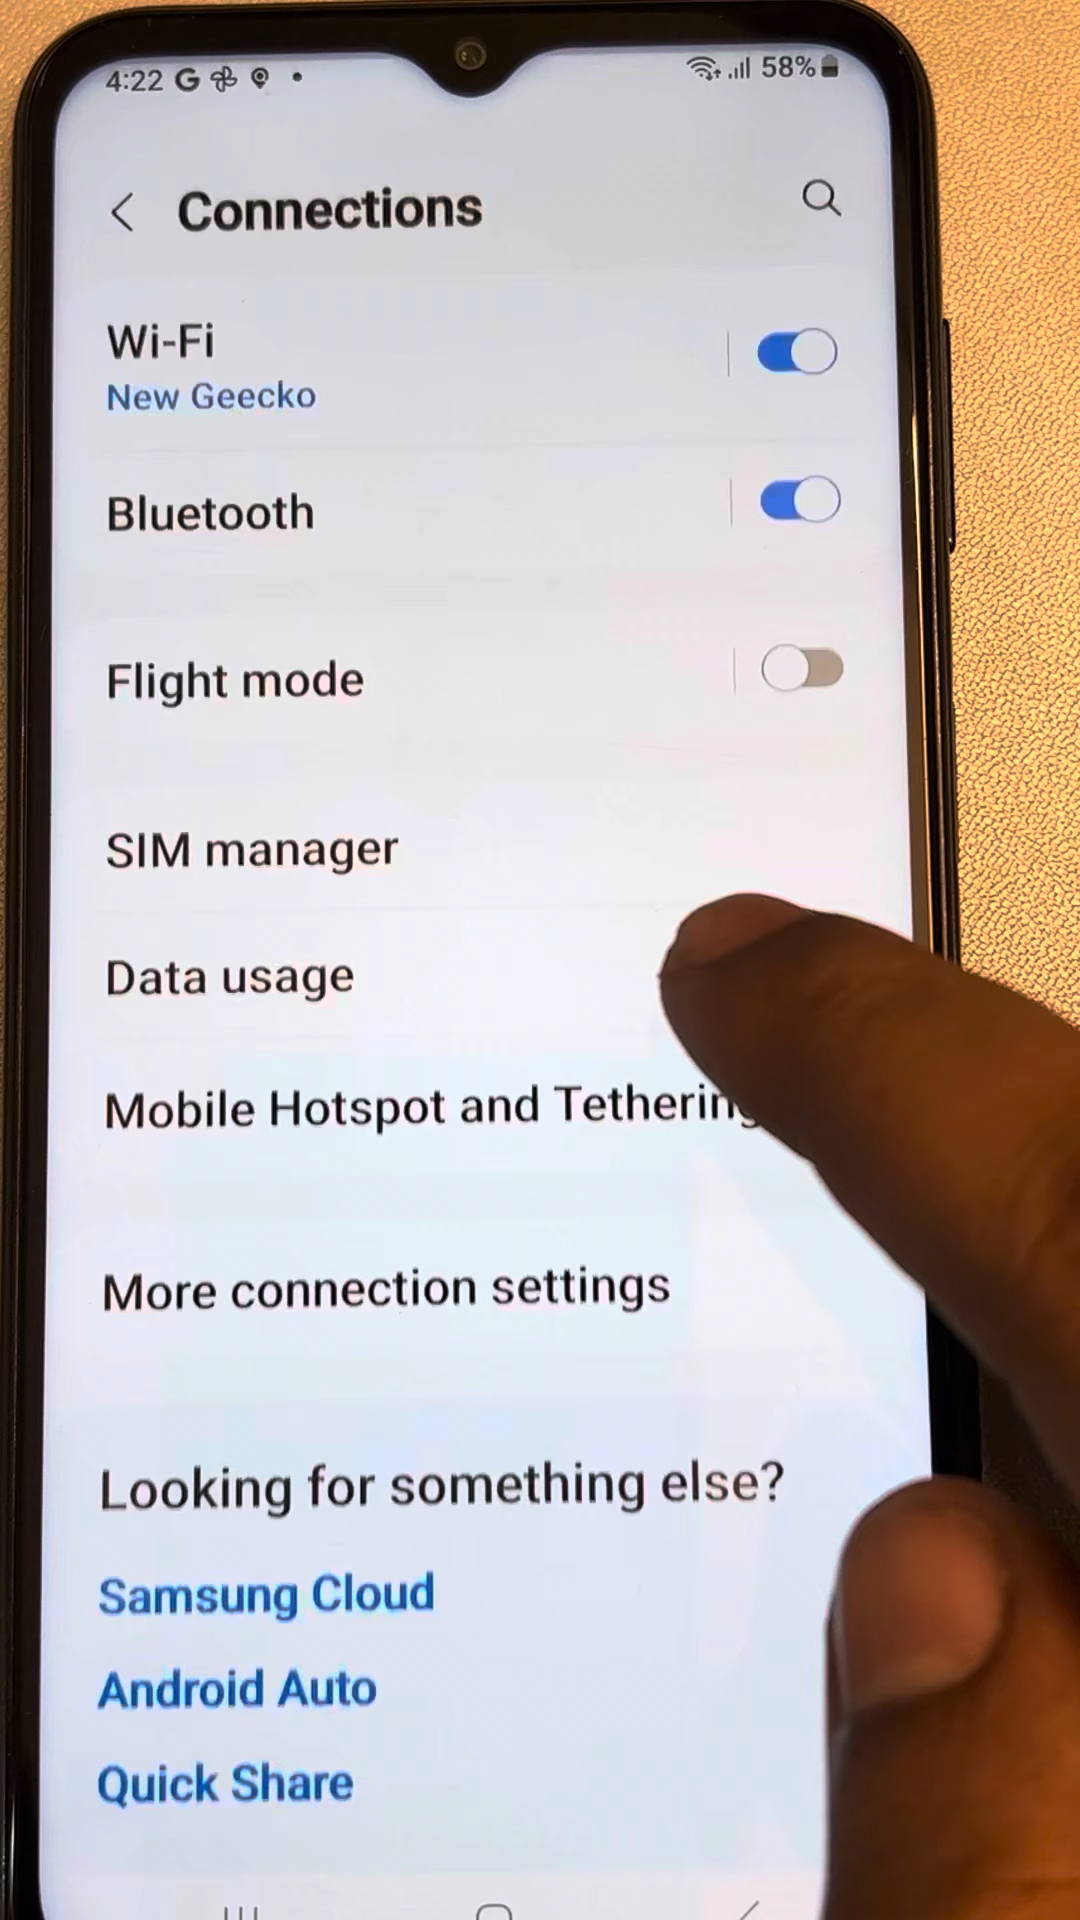 4:22 G 58%
Connections
Wi-Fi
New Geecko
Bluetooth
Flight mode
SIM manager
Data usage
Mobile Hotspot and Tethering
More connection settings
Looking for something else?
Samsung Cloud
Android Auto
Quick Share